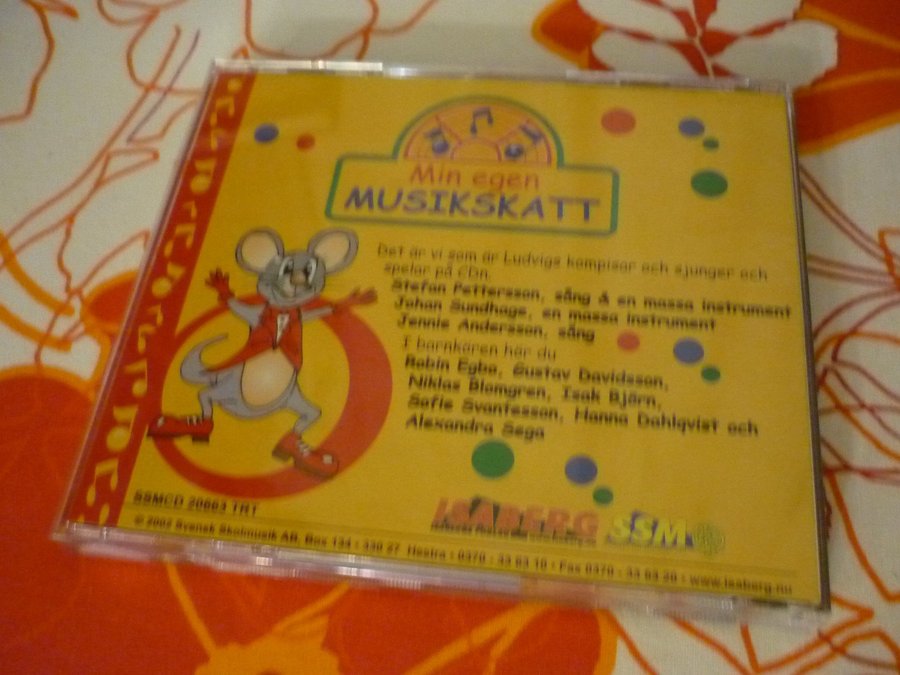 Min egen
MUSIKSKATT
Det är vi som är Ludvigs kompisar och sjunger och
spelar på CDn.
Stefan Pettersson, sång & en massa instrument
Johan Sundhage, en massa instrument
Jennie Andersson, sång
I barnkören hör du
Robin Egbo, Gustav Davidsson,
Niklas Blomgren, Isak Björn,
Sofie Svantesson, Hanna Dahlqvist och
Alexandra Sega
ISABERG SSM
SSMCD 20663 TRT
© 2002 Svensk Skolmusik AB, Box 134 • 330 27 Hestra • 0370 - 33 63 10 • Fax 0370 - 33 63 20 • www.isaberg.nu